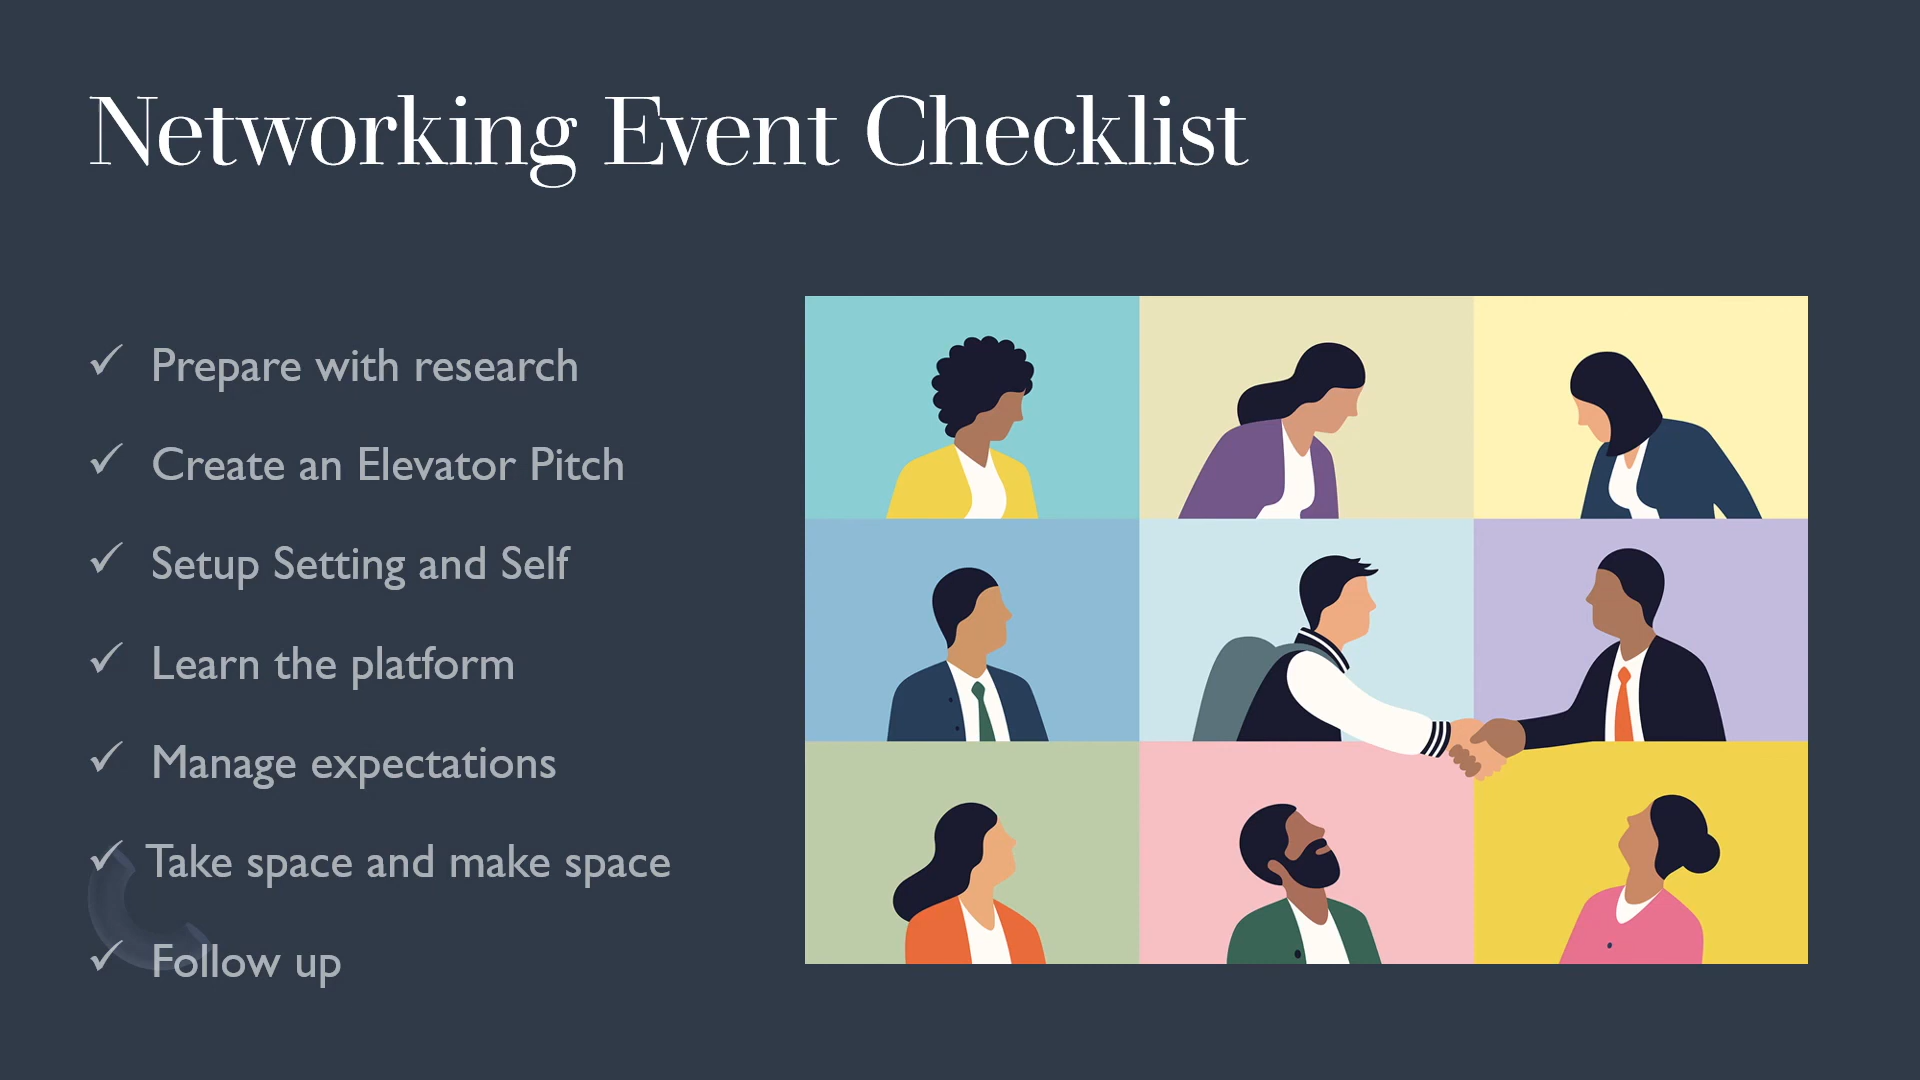 Networking Event Checklist
✓ Prepare with research
✓ Create an Elevator Pitch
✓ Setup Setting and Self
✓ Learn the platform
✓ Manage expectations
✓ Take space and make space
✓ Follow up